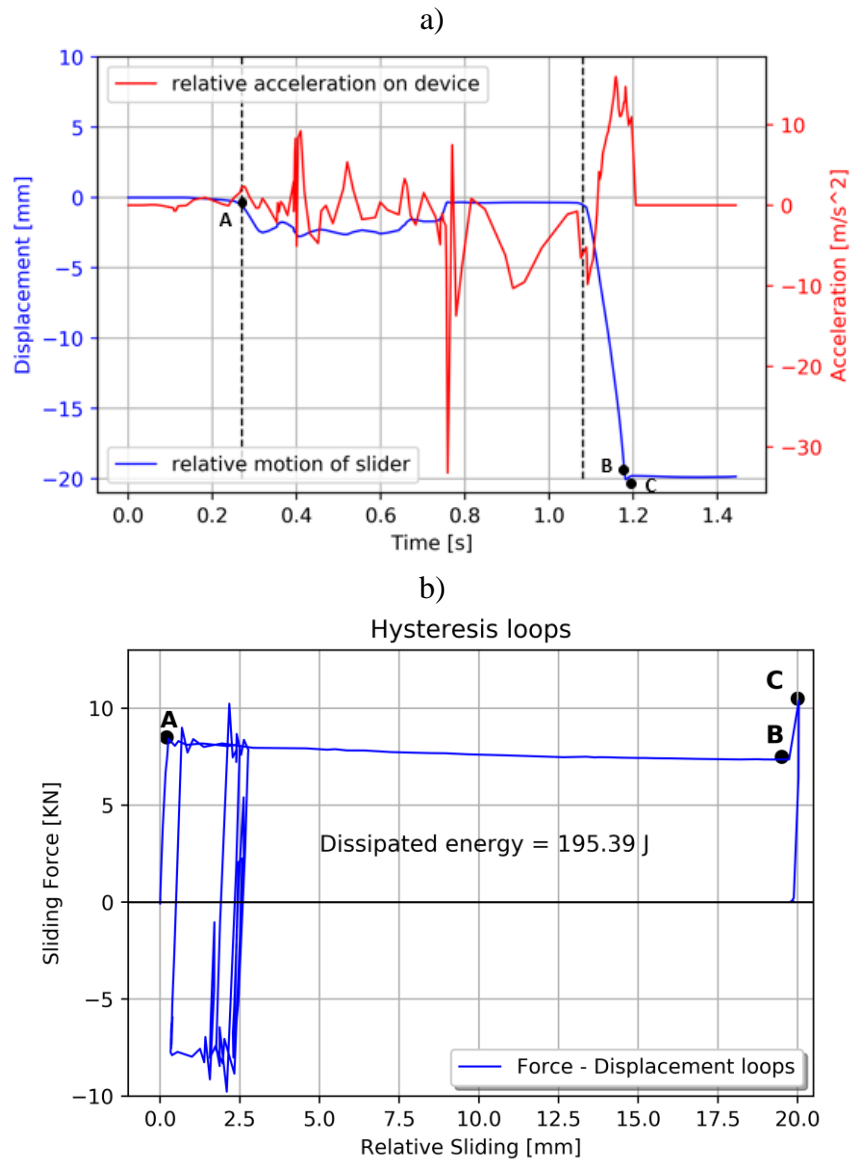 a)
relative acceleration on device
relative motion of slider
A
B
C
10
5
0
−5
−10
−15
−20
Displacement [mm]
10
0
−10
−20
−30
Acceleration [m/s^2]
0.0 0.2 0.4 0.6 0.8 1.0 1.2 1.4
Time [s]
b)
Hysteresis loops
A
C
B
Dissipated energy = 195.39 J
10
5
0
−5
−10
Sliding Force [KN]
Force - Displacement loops
0.0 2.5 5.0 7.5 10.0 12.5 15.0 17.5 20.0
Relative Sliding [mm]